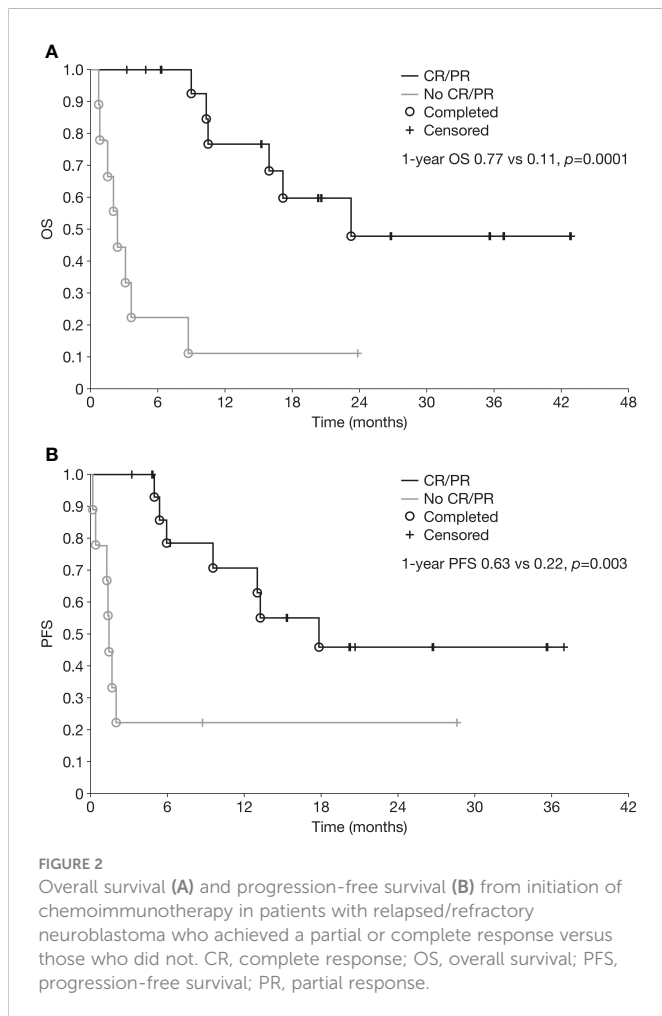 A
1.0
0.9
0.8
0.7
0.6
0.5
0.4
0.3
0.2
0.1
0
OS
0 6 12 18 24 30 36 42 48
Time (months)
CR/PR
No CR/PR
Completed
Censored
1-year OS 0.77 vs 0.11, p=0.0001
B
1.0
0.9
0.8
0.7
0.6
0.5
0.4
0.3
0.2
0.1
0
PFS
0 6 12 18 24 30 36 42
Time (months)
CR/PR
No CR/PR
Completed
Censored
1-year PFS 0.63 vs 0.22, p=0.003
FIGURE 2
Overall survival (A) and progression-free survival (B) from initiation of
chemoimmunotherapy in patients with relapsed/refractory
neuroblastoma who achieved a partial or complete response versus
those who did not. CR, complete response; OS, overall survival; PFS,
progression-free survival; PR, partial response.